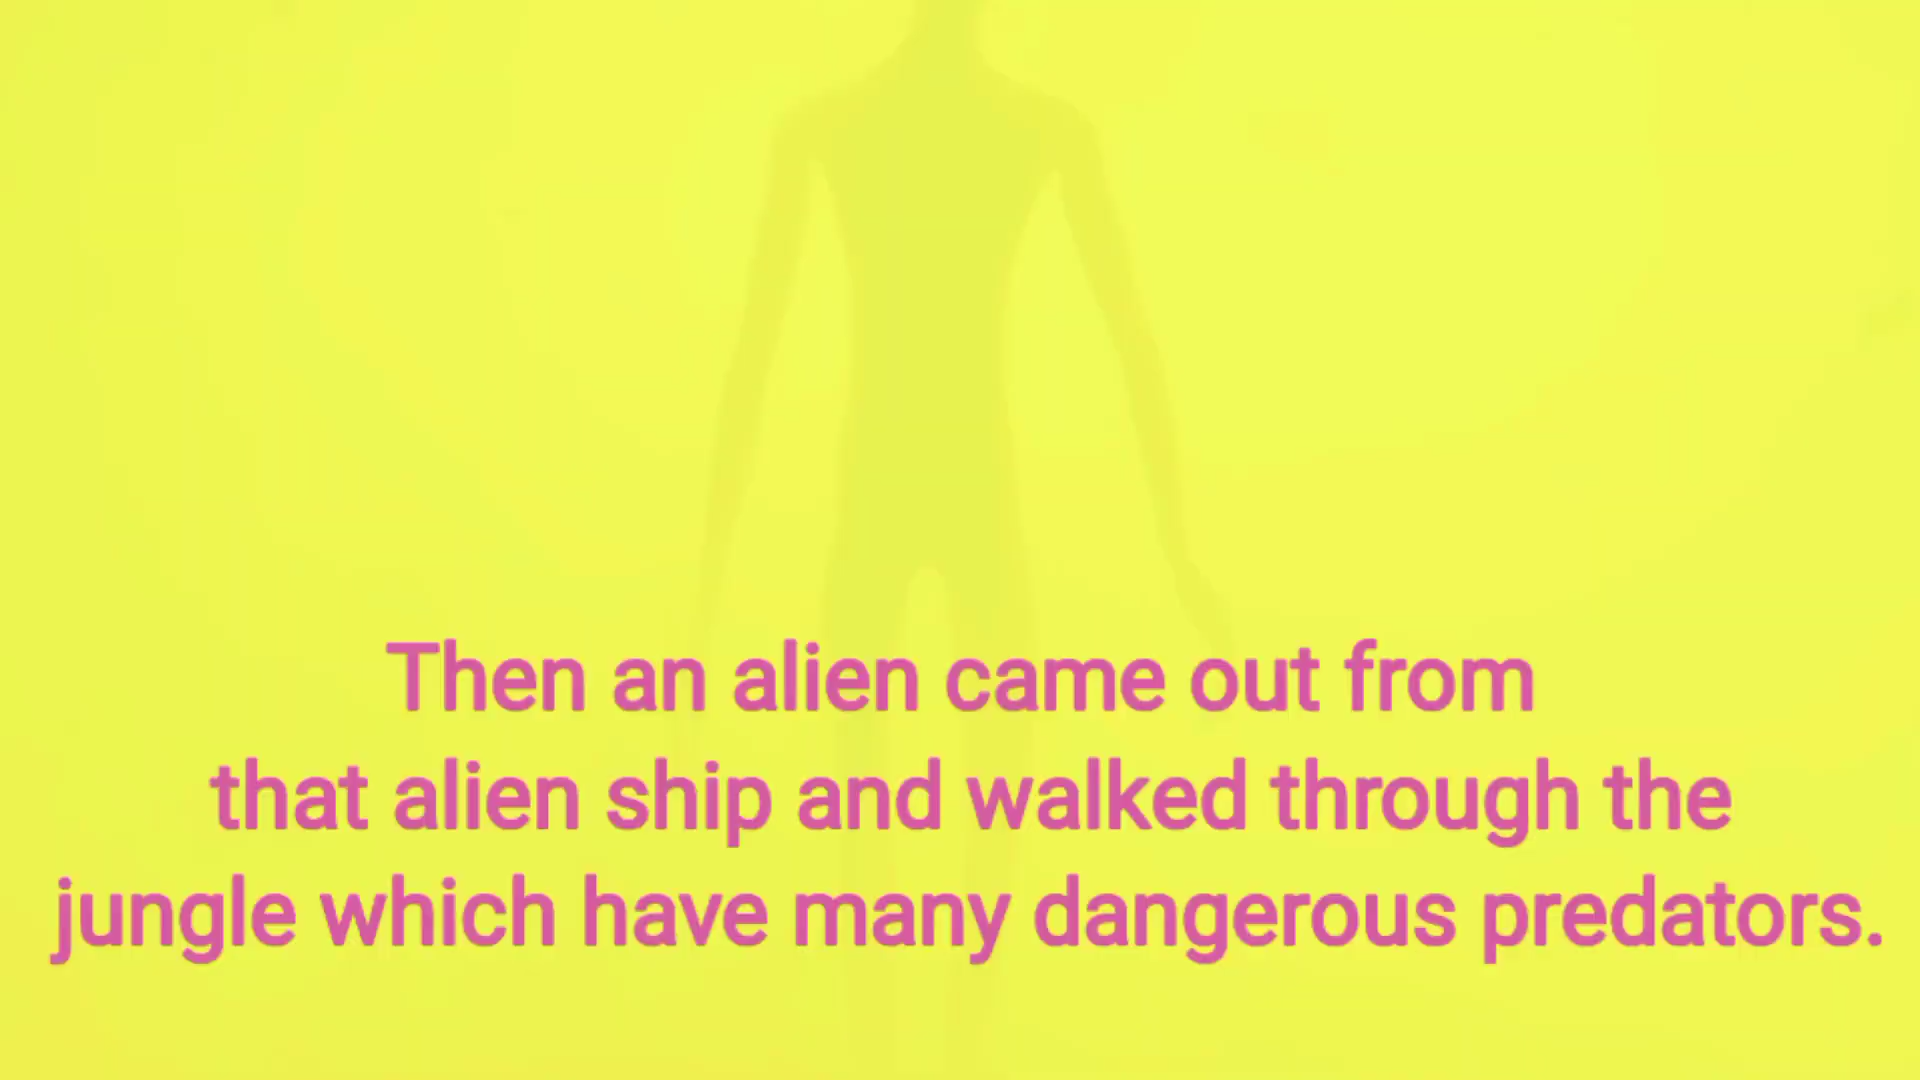 Then an alien came out from
that alien ship and walked through the
jungle which have many dangerous predators.